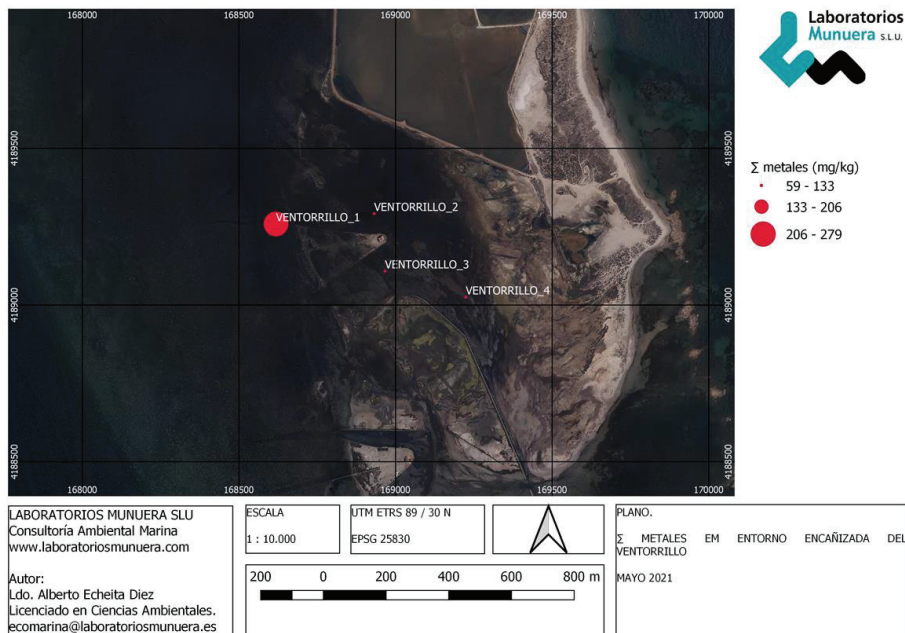 168000 168500 169000 169500 170000
Laboratorios
Munuera S.L.U.
4189500
4189500
Σ metales (mg/kg)
59 - 133
133 - 206
206 - 279
VENTORRILLO_2
VENTORRILLO_1
VENTORRILLO_3
VENTORRILLO_4
4189000
4189000
4188500
4188500
168000 168500 169000 169500 170000
LABORATORIOS MUNUERA SLU
Consultoría Ambiental Marina
www.laboratoriosmunuera.com
Autor:
Ldo. Alberto Echeita Diez
Licenciado en Ciencias Ambientales.
ecomarina@laboratoriosmunuera.es
ESCALA
1 : 10.000
UTM ETRS 89 / 30 N
EPSG 25830
200 0 200 400 600 800 m
PLANO.
Σ METALES EM ENTORNO ENCAÑIZADA DEL
VENTORRILLO
MAYO 2021